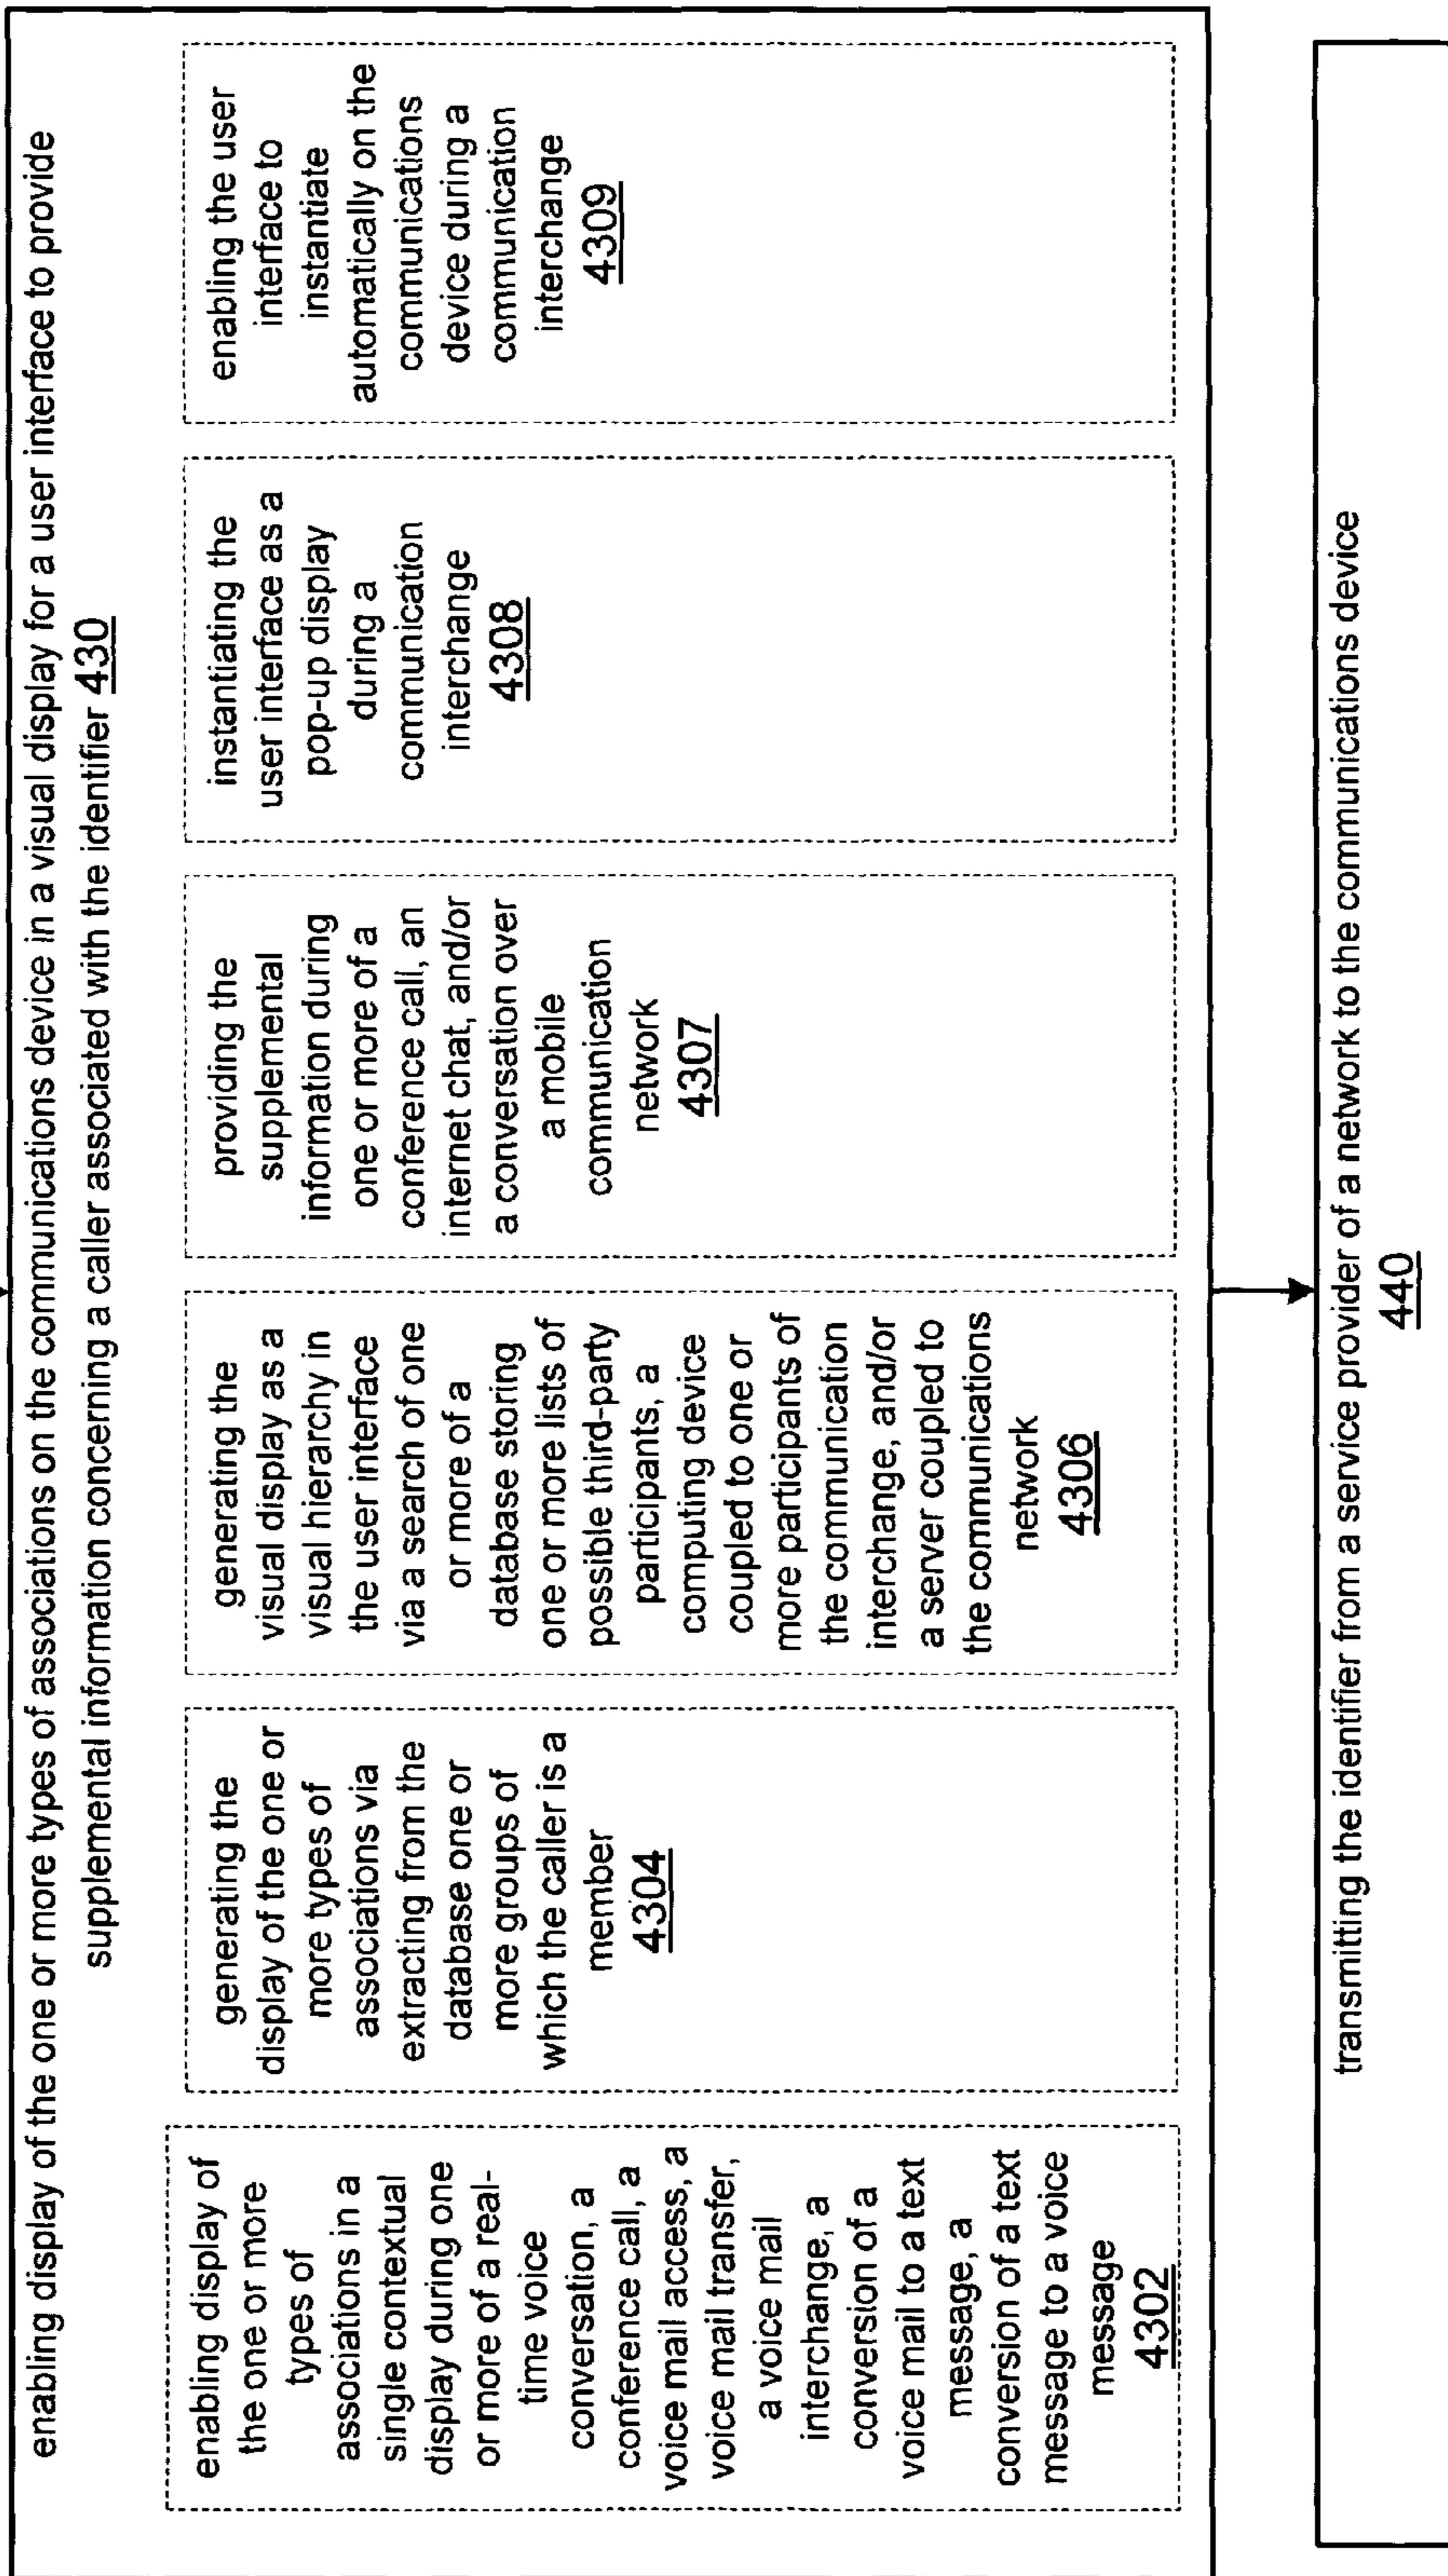 enabling display of the one or more types of associations on the communications device in a visual display for a user interface to provide
supplemental information concerning a caller associated with the identifier 430
enabling display of
the one or more
types of
associations in a
single contextual
display during one
or more of a real-
time voice
conversation, a
conference call, a
voice mail access, a
voice mail transfer,
a voice mail
interchange, a
conversion of a
voice mail to a text
message, a
conversion of a text
message to a voice
message
4302
generating the
display of the one or
more types of
associations via
extracting from the
database one or
more groups of
which the caller is a
member
4304
generating the
visual display as a
visual hierarchy in
the user interface
via a search of one
or more of a
database storing
one or more lists of
possible third-party
participants, a
computing device
coupled to one or
more participants of
the communication
interchange, and/or
a server coupled to
the communications
network
4306
providing the
supplemental
information during
one or more of a
conference call, an
internet chat, and/or
a conversation over
a mobile
communication
network
4307
instantiating the
user interface as a
pop-up display
during a
communication
interchange
4308
enabling the user
interface to
instantiate
automatically on the
communications
device during a
communication
interchange
4309
transmitting the identifier from a service provider of a network to the communications device
440